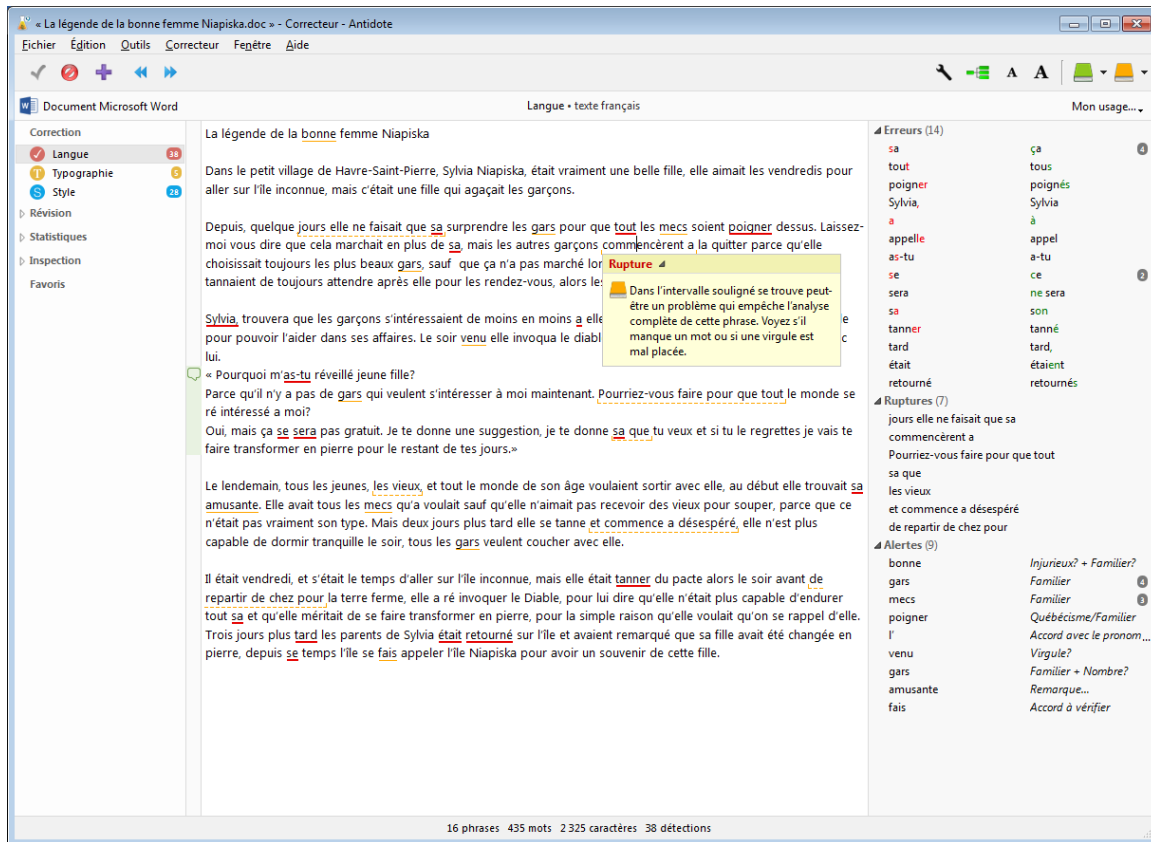 « La légende de la bonne femme Niapiska.doc » - Correcteur - Antidote
Fichier Édition Outils Correcteur Fenêtre Aide
A A
Document Microsoft Word
Langue • texte français
Mon usage...
Correction
Langue 38
Typographie 5
Style 28
Révision
Statistiques
Inspection
Favoris
La légende de la bonne femme Niapiska
Dans le petit village de Havre-Saint-Pierre, Sylvia Niapiska, était vraiment une belle fille, elle aimait les vendredis pour
aller sur l'île inconnue, mais c'était une fille qui agaçait les garçons.
Depuis, quelque jours elle ne faisait que sa surprendre les gars pour que tout les mecs soient poigner dessus. Laissez-
moi vous dire que cela marchait en plus de sa, mais les autres garçons commencèrent a la quitter parce qu'elle
choisissait toujours les plus beaux gars, sauf que ça n'a pas marché lor
tannaient de toujours attendre après elle pour les rendez-vous, alors les
Sylvia, trouvera que les garçons s'intéressaient de moins en moins a elle
pour pouvoir l'aider dans ses affaires. Le soir venu elle invoqua le diabl
lui.
« Pourquoi m'as-tu réveillé jeune fille?
Parce qu'il n'y a pas de gars qui veulent s'intéresser à moi maintenant. Pourriez-vous faire pour que tout le monde se
ré intéressé a moi?
Oui, mais ça se sera pas gratuit. Je te donne une suggestion, je te donne sa que tu veux et si tu le regrettes je vais te
faire transformer en pierre pour le restant de tes jours.»
Le lendemain, tous les jeunes, les vieux, et tout le monde de son âge voulaient sortir avec elle, au début elle trouvait sa
amusante. Elle avait tous les mecs qu'a voulait sauf qu'elle n'aimait pas recevoir des vieux pour souper, parce que ce
n'était pas vraiment son type. Mais deux jours plus tard elle se tanne et commence a désespéré, elle n'est plus
capable de dormir tranquille le soir, tous les gars veulent coucher avec elle.
Il était vendredi, et s'était le temps d'aller sur l'île inconnue, mais elle était tanner du pacte alors le soir avant de
repartir de chez pour la terre ferme, elle a ré invoquer le Diable, pour lui dire qu'elle n'était plus capable d'endurer
tout sa et qu'elle méritait de se faire transformer en pierre, pour la simple raison qu'elle voulait qu'on se rappel d'elle.
Trois jours plus tard les parents de Sylvia était retourné sur l'île et avaient remarqué que sa fille avait été changée en
pierre, depuis se temps l'île se fais appeler l'île Niapiska pour avoir un souvenir de cette fille.
Rupture
Dans l'intervalle souligné se trouve peut-
être un problème qui empêche l'analyse
complète de cette phrase. Voyez s'il
manque un mot ou si une virgule est
mal placée.
Erreurs (14)
sa ça 4
tout tous
poigner poignés
Sylvia, Sylvia
a à
appelle appel
as-tu a-tu
se ce 2
sera ne sera
sa son
tanner tanné
tard tard,
était étaient
retourné retournés
Ruptures (7)
jours elle ne faisait que sa
commencèrent a
Pourriez-vous faire pour que tout
sa que
les vieux
et commence a désespéré
de repartir de chez pour
Alertes (9)
bonne Injurieux? + Familier?
gars Familier 4
mecs Familier 3
poigner Québécisme/Familier
l' Accord avec le pronom...
venu Virgule?
gars Familier + Nombre?
amusante Remarque...
fais Accord à vérifier
16 phrases 435 mots 2 325 caractères 38 détections